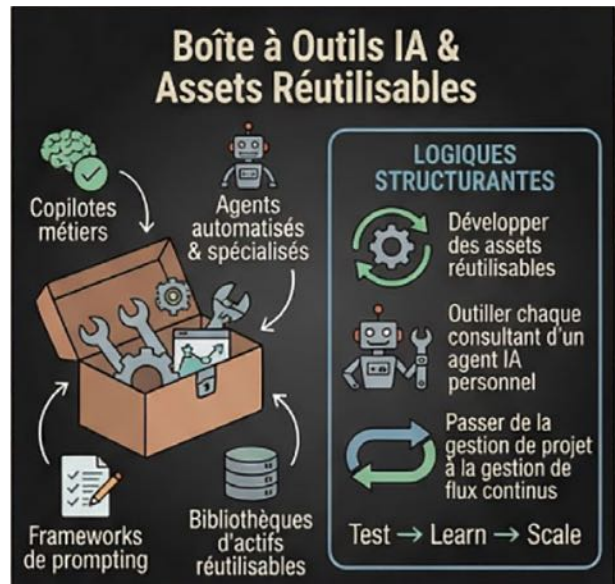 Boîte à Outils IA &
Assets Réutilisables
Copilotes
métiers
Agents
automatisés
& spécialisés
Frameworks
de prompting
Bibliothèques
d'actifs
réutilisables
LOGIQUES
STRUCTURANTES
Développer
des assets
réutilisables
Outiller chaque
consultant d'un
agent IA
personnel
Passer de la
gestion de projet
à la gestion de
flux continus
Test → Learn → Scale